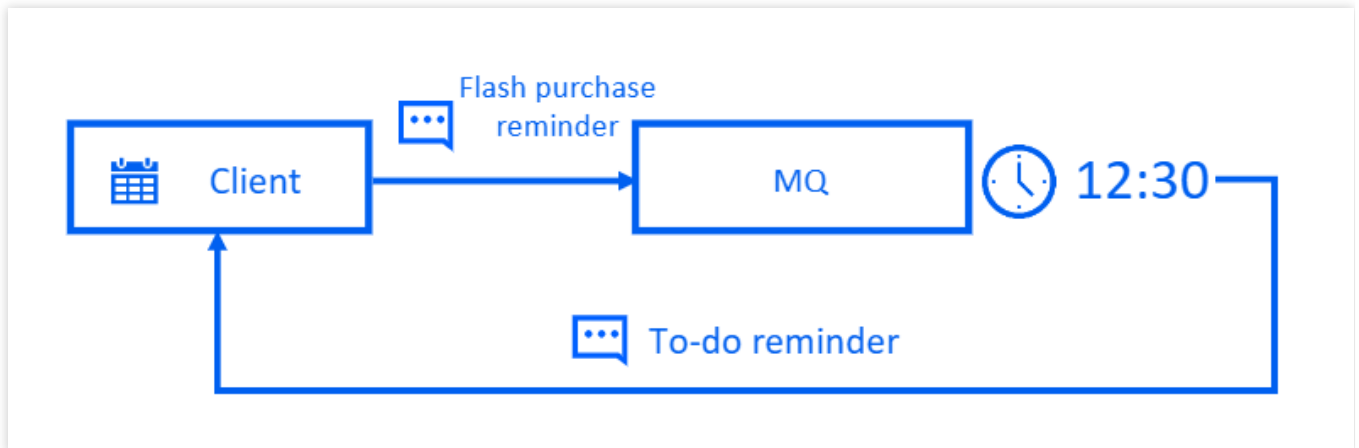 Flash purchase
reminder
Client
MQ
12:30
To-do reminder